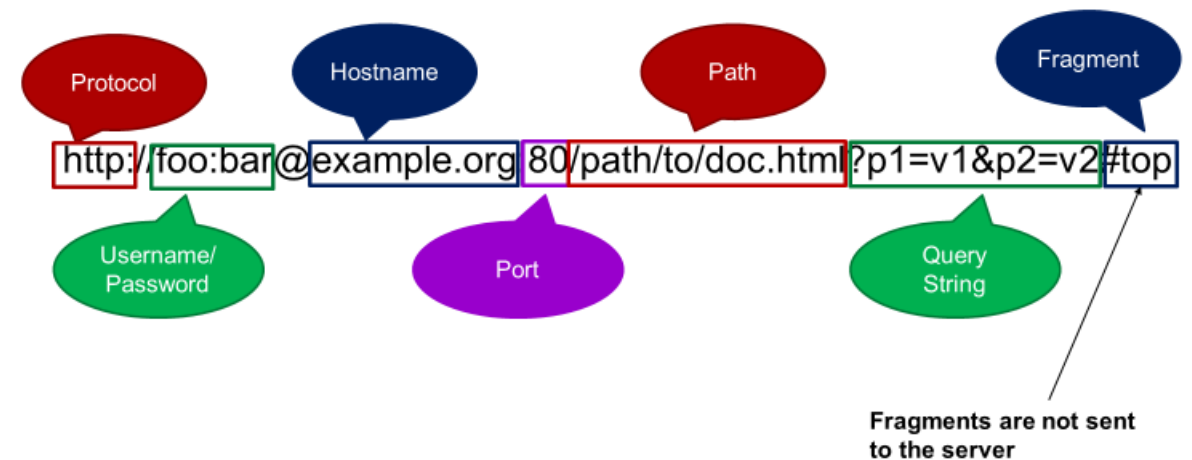 Protocol
Hostname
Path
Fragment
http://foo:bar@example.org:80/path/to/doc.html?p1=v1&p2=v2#top
Username/
Password
Port
Query
String
Fragments are not sent
to the server